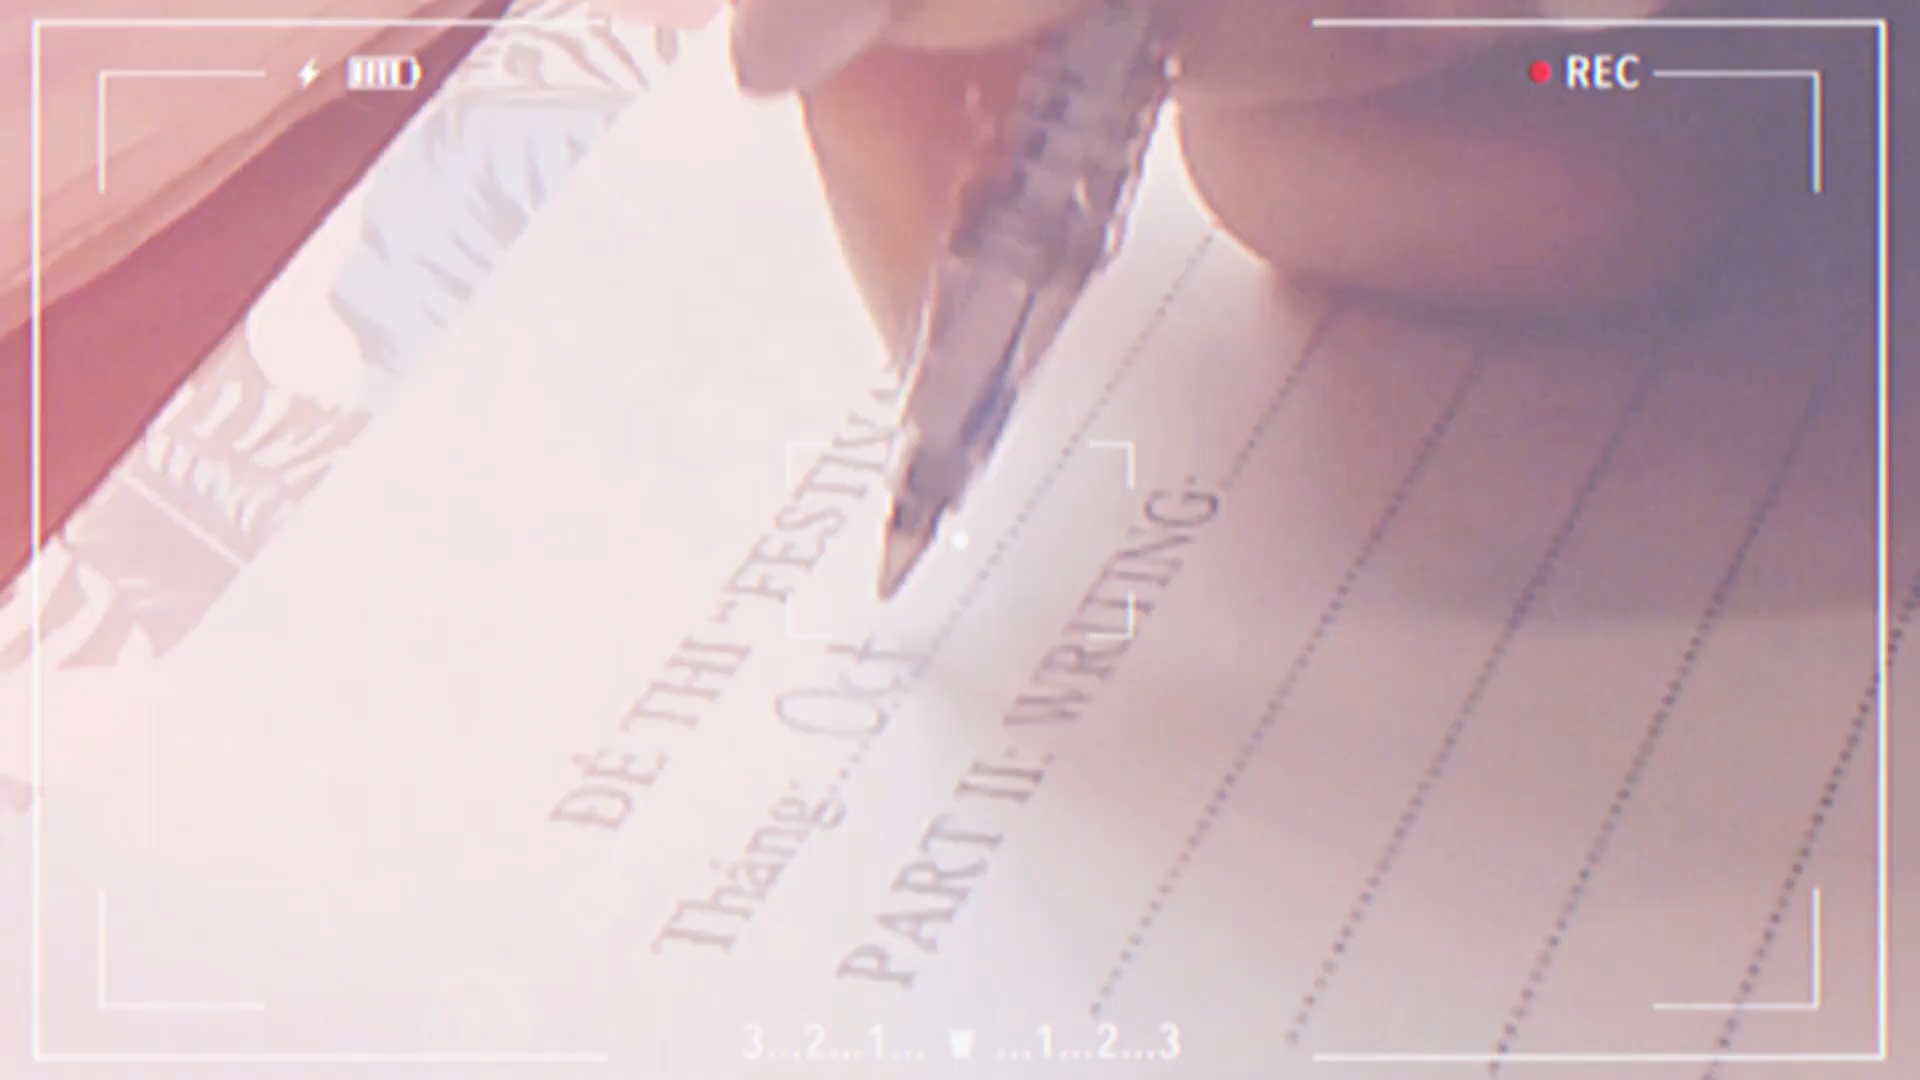 REC
ĐỀ THI "FESTIV
Tháng:....Oct
PART II: WRITING.
3...2...1... ...1...2...3